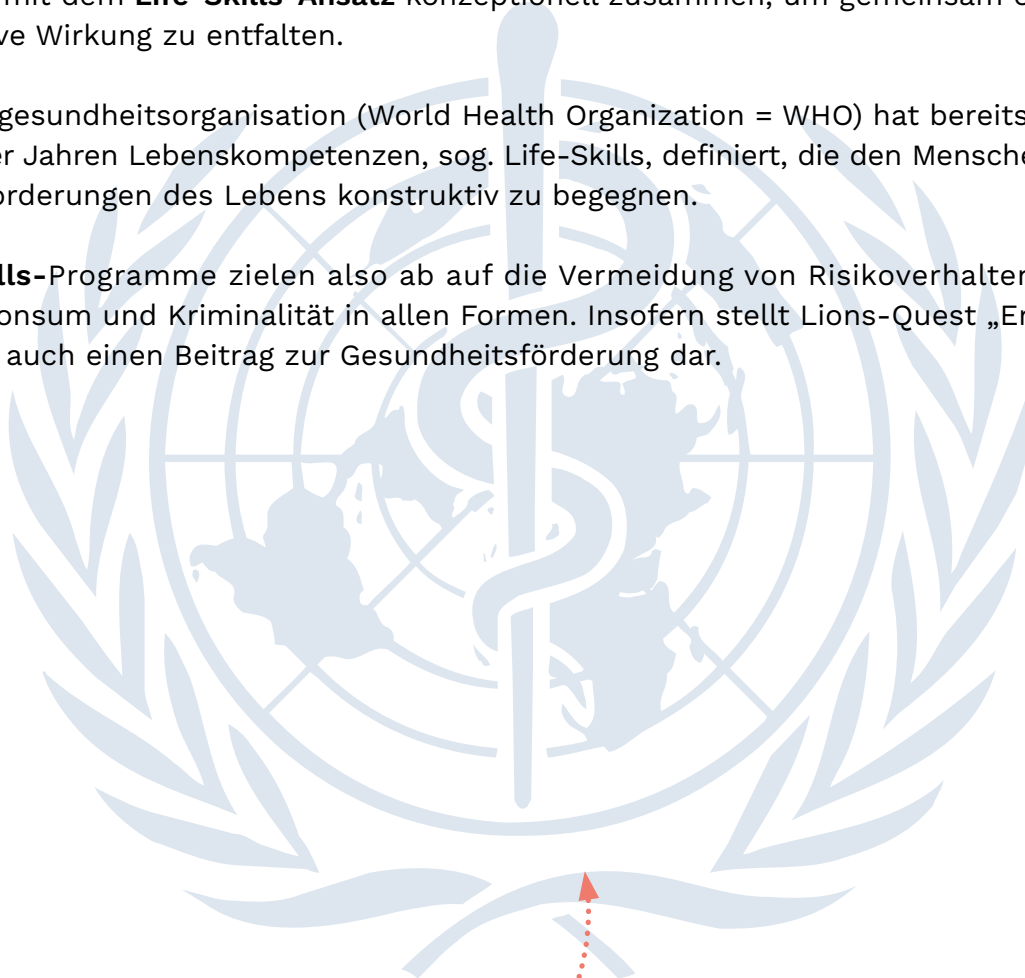 mit dem Life-Skills-Ansatz konzeptionell zusammen, um gemeinsam
ve Wirkung zu entfalten.
gesundheitsorganisation (World Health Organization = WHO) hat bereits
er Jahren Lebenskompetenzen, sog. Life-Skills, definiert, die den Mensche
orderungen des Lebens konstruktiv zu begegnen.
lls-Programme zielen also ab auf die Vermeidung von Risikoverhalten
onsum und Kriminalität in allen Formen. Insofern stellt Lions-Quest „Er
auch einen Beitrag zur Gesundheitsförderung dar.